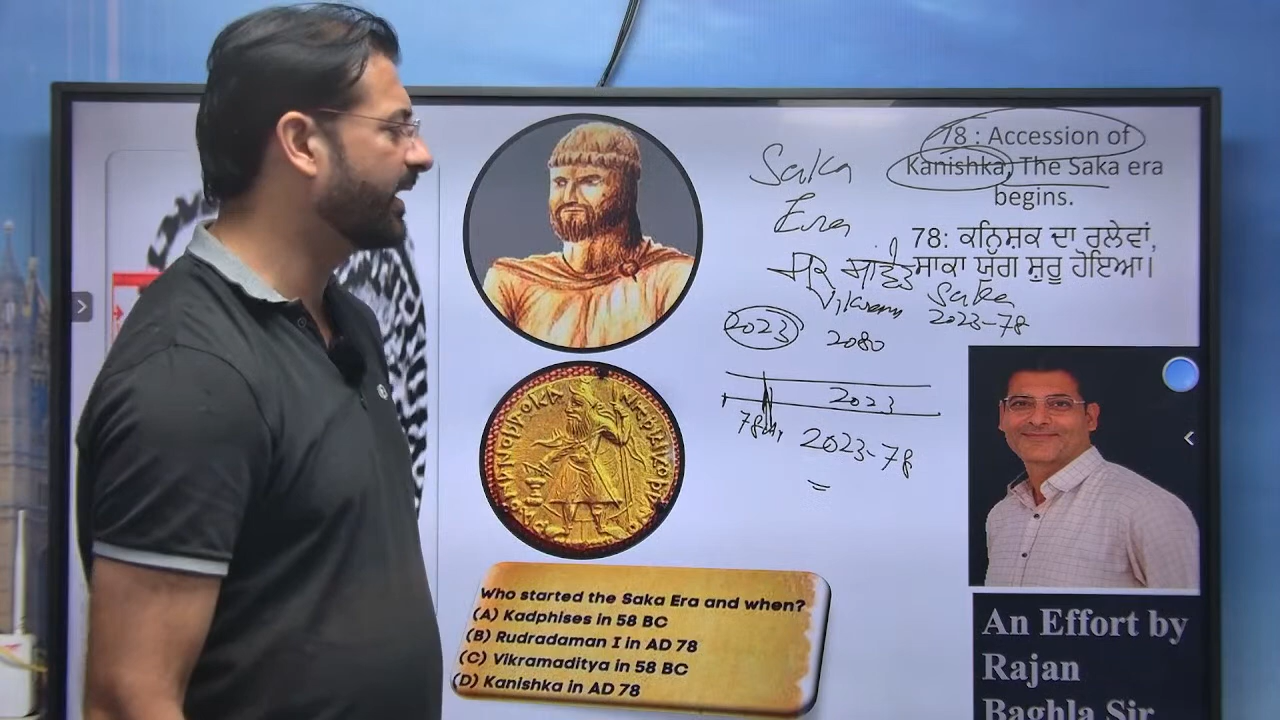 78 : Accession of
Kanishka, The Saka era
begins.
78: ਕਨਿਸ਼ਕ ਦਾ ਰਲੇਵਾਂ,
ਸਾਕਾ ਯੁੱਗ ਸ਼ੁਰੂ ਹੋਇਆ।
Saka
Era
Vikram
Saka
2023-78
2023
2080
2023
78
2023-78
Who started the Saka Era and when?
(A) Kadphises in 58 BC
(B) Rudradaman I in AD 78
(C) Vikramaditya in 58 BC
(D) Kanishka in AD 78
An Effort by
Rajan
Baghla Sir